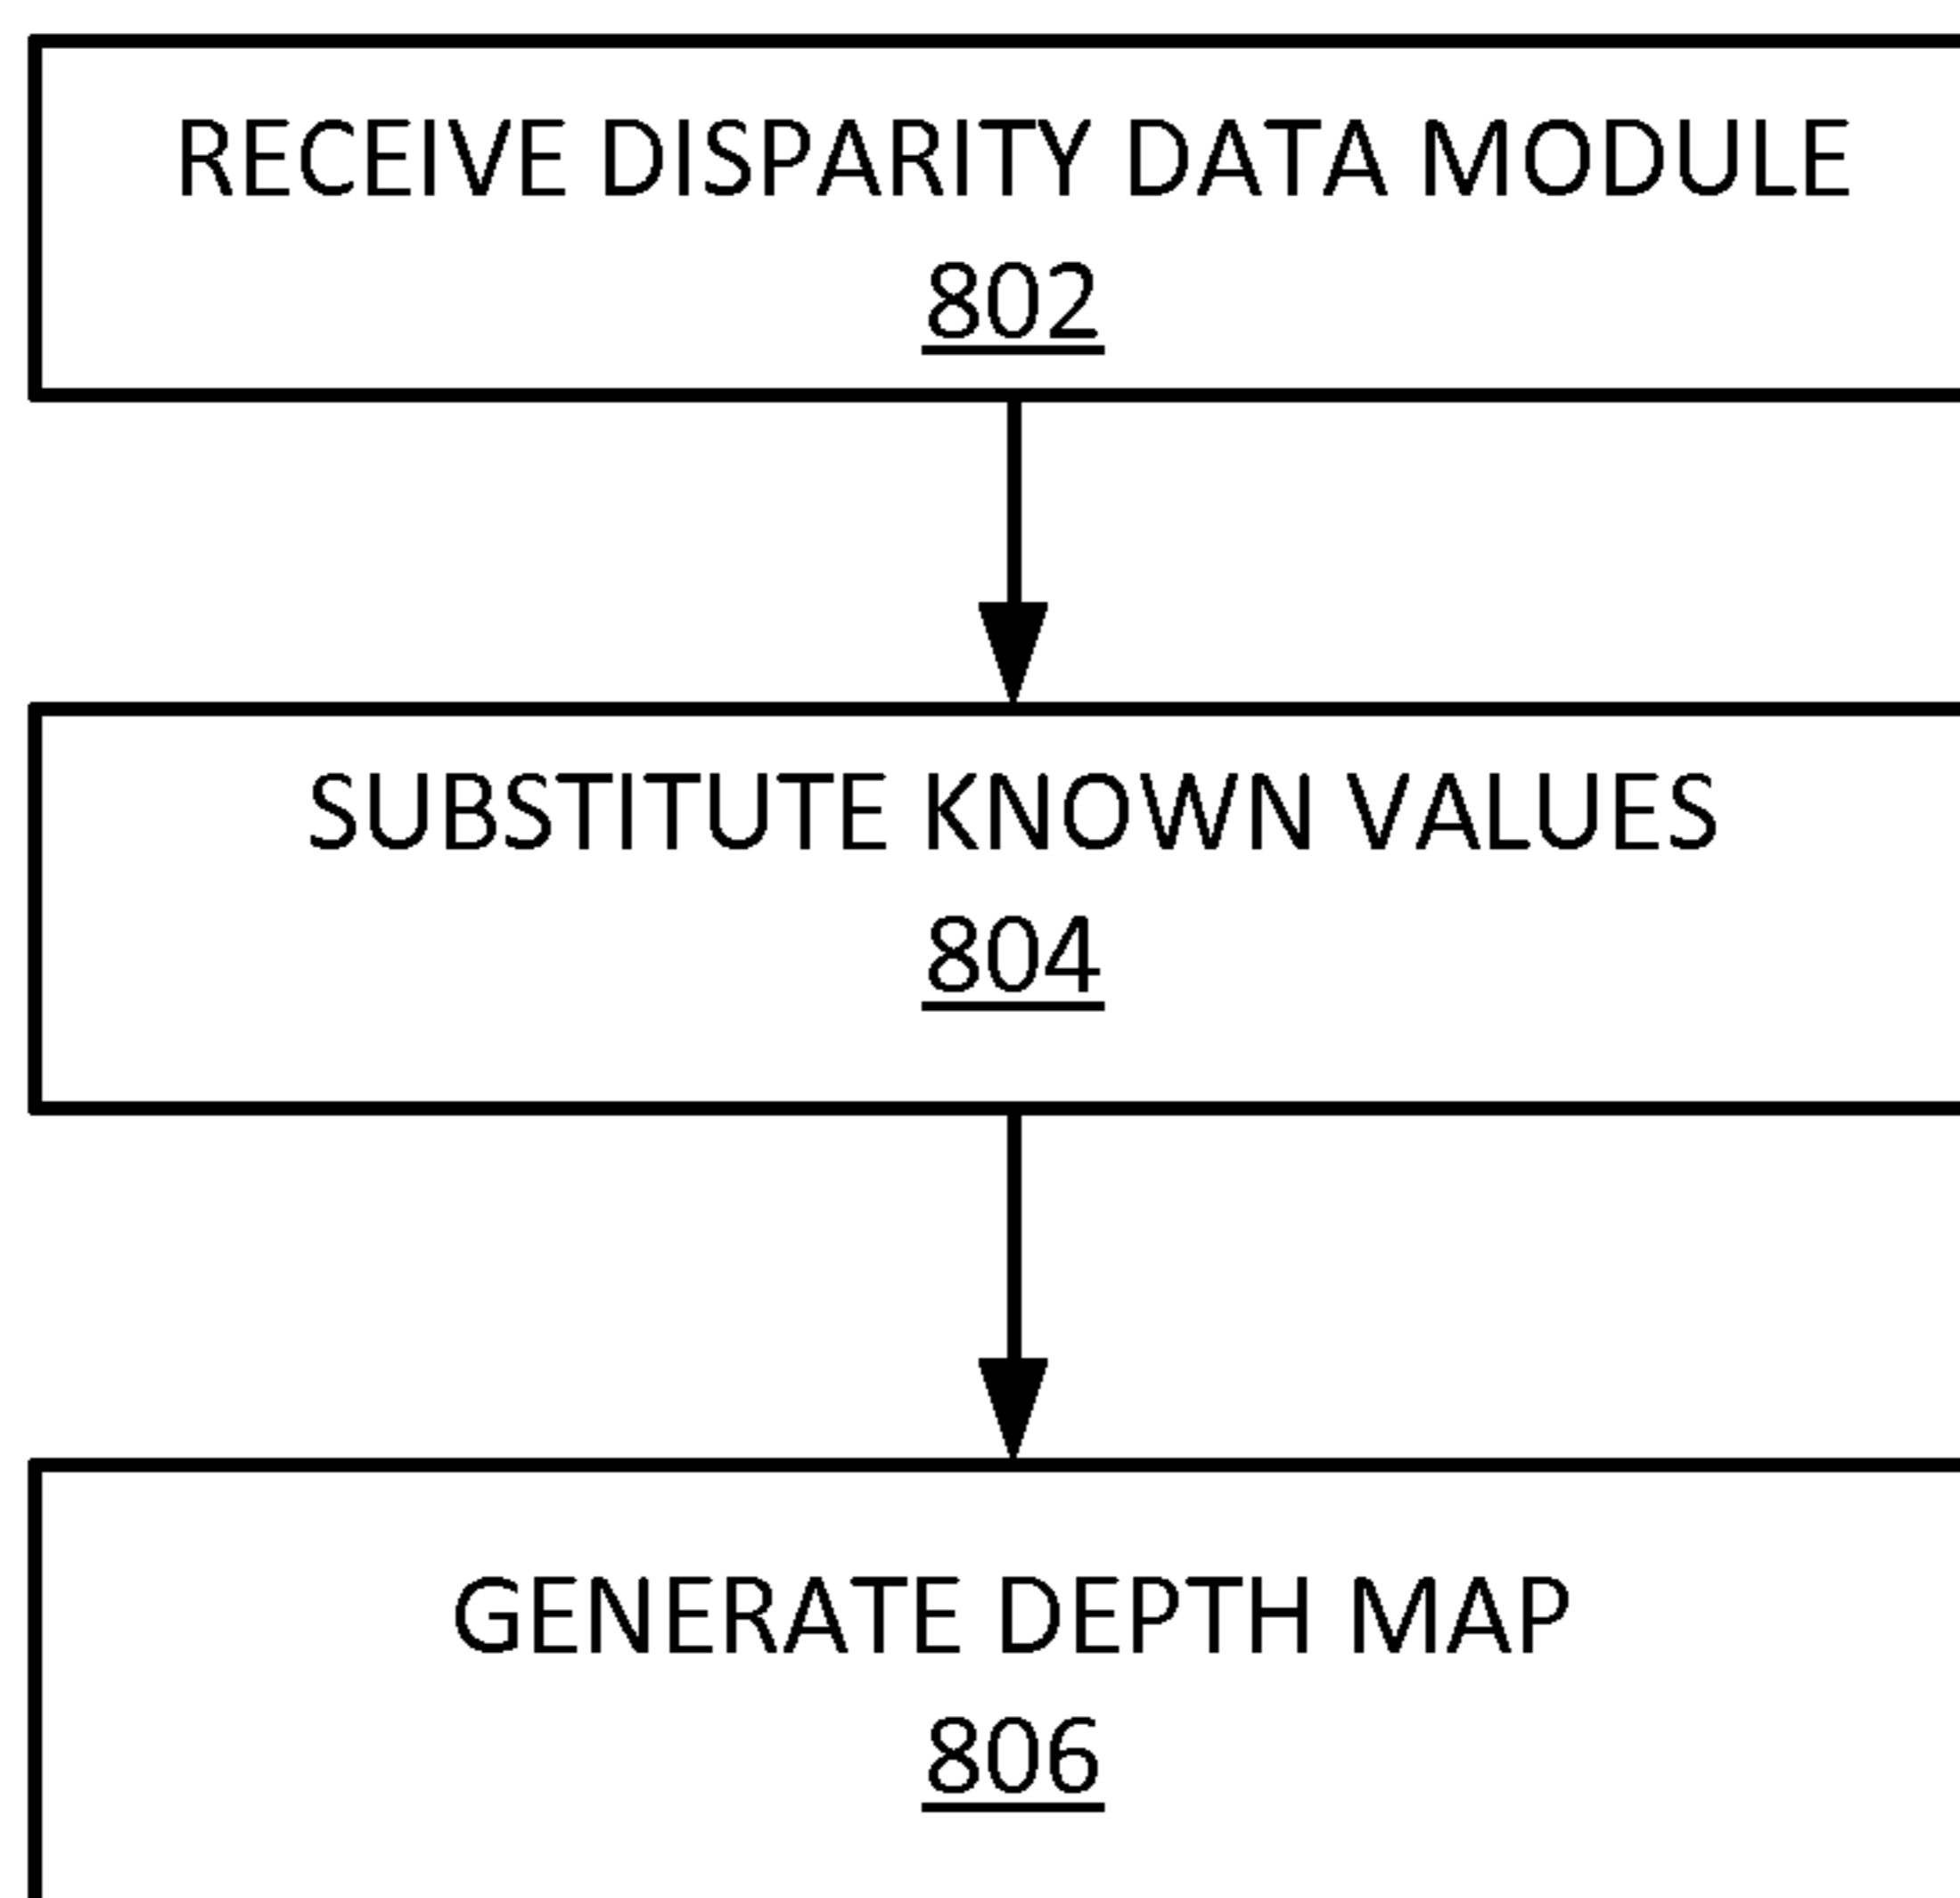 RECEIVE DISPARITY DATA MODULE
802
SUBSTITUTE KNOWN VALUES
804
GENERATE DEPTH MAP
806